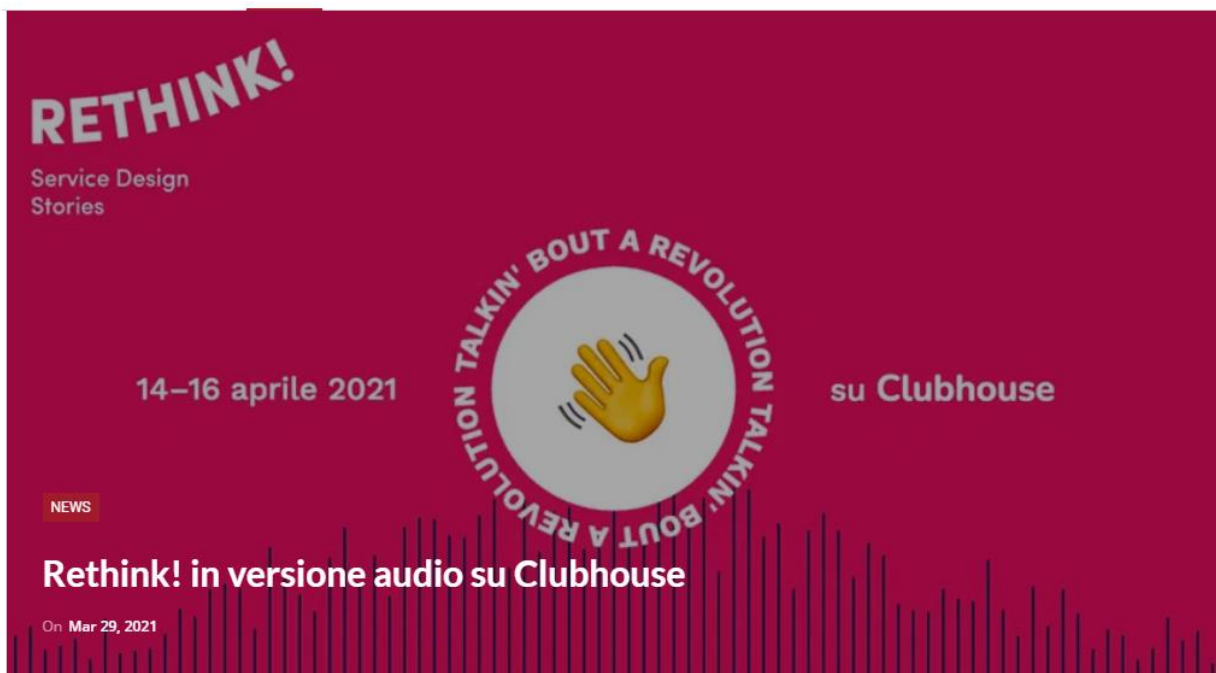 RETHINK!
Service Design
Stories
TALKIN' BOUT A REVOLUTION TALKIN' BOUT A REVOLUTION
14–16 aprile 2021
su Clubhouse
NEWS
Rethink! in versione audio su Clubhouse
On Mar 29, 2021